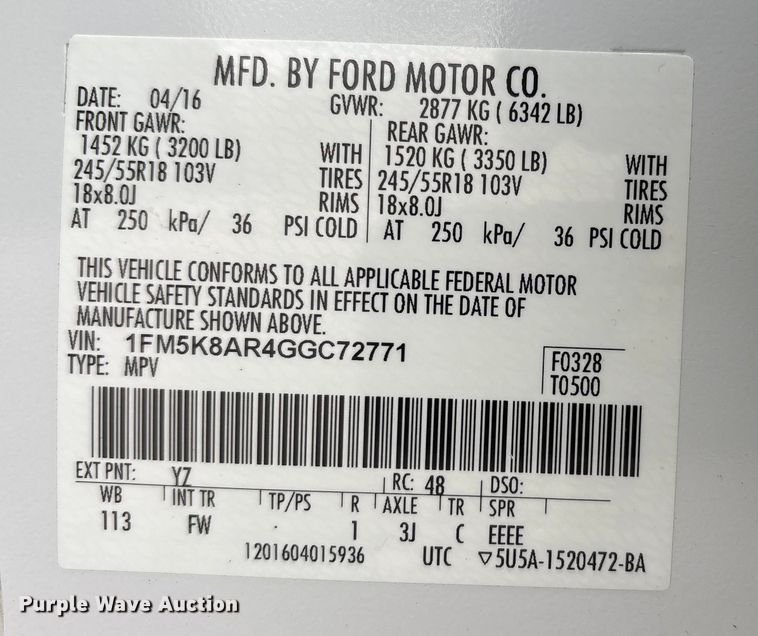 MFD. BY FORD MOTOR CO.
DATE: 04/16 GVWR: 2877 KG ( 6342 LB)
FRONT GAWR: REAR GAWR:
1452 KG ( 3200 LB) WITH 1520 KG ( 3350 LB) WITH
245/55R18 103V TIRES 245/55R18 103V TIRES
18x8.0J RIMS 18x8.0J RIMS
AT 250 kPa/ 36 PSI COLD AT 250 kPa/ 36 PSI COLD
THIS VEHICLE CONFORMS TO ALL APPLICABLE FEDERAL MOTOR
VEHICLE SAFETY STANDARDS IN EFFECT ON THE DATE OF
MANUFACTURE SHOWN ABOVE.
VIN: 1FM5K8AR4GGC72771
TYPE: MPV F0328
T0500
EXT PNT: YZ RC: 48 DSO:
WB INT TR TP/PS R AXLE TR SPR
113 FW . 1 3J C EEEE
1201604015936 UTC ▽5U5A-1520472-BA
Purple Wave Auction